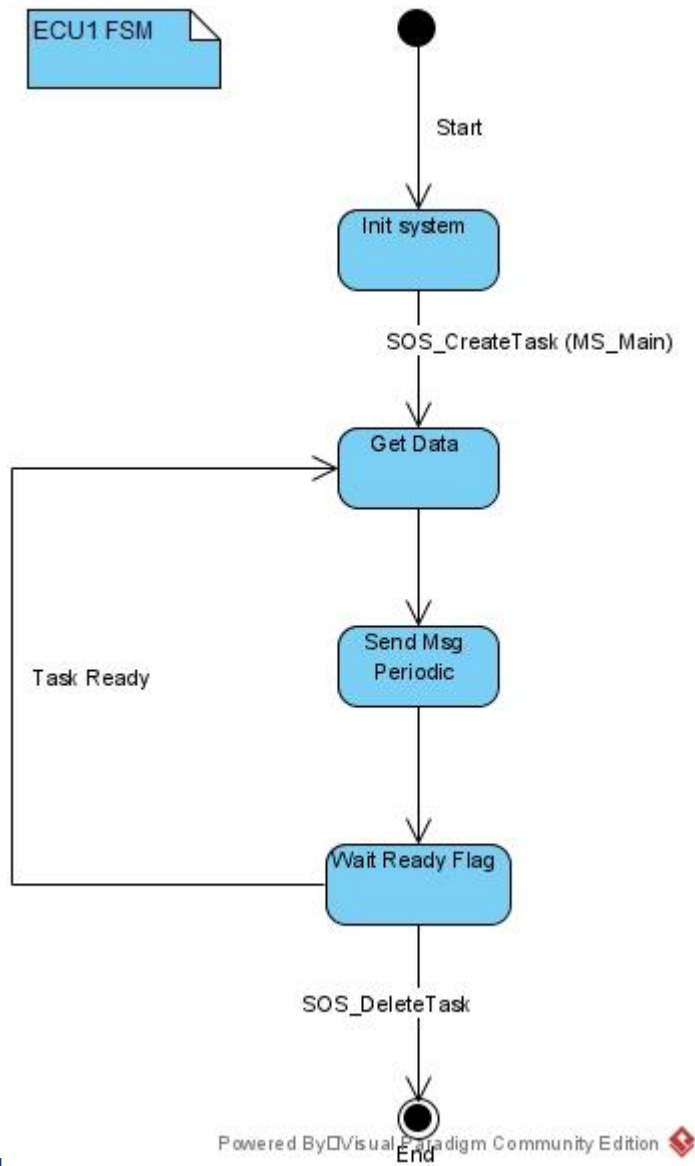 ECU1 FSM
Start
Init system
SOS_CreateTask (MS_Main)
Get Data
Send Msg
Periodic
Task Ready
Wait Ready Flag
SOS_DeleteTask
Powered By□Visual Paradigm Community Edition
End